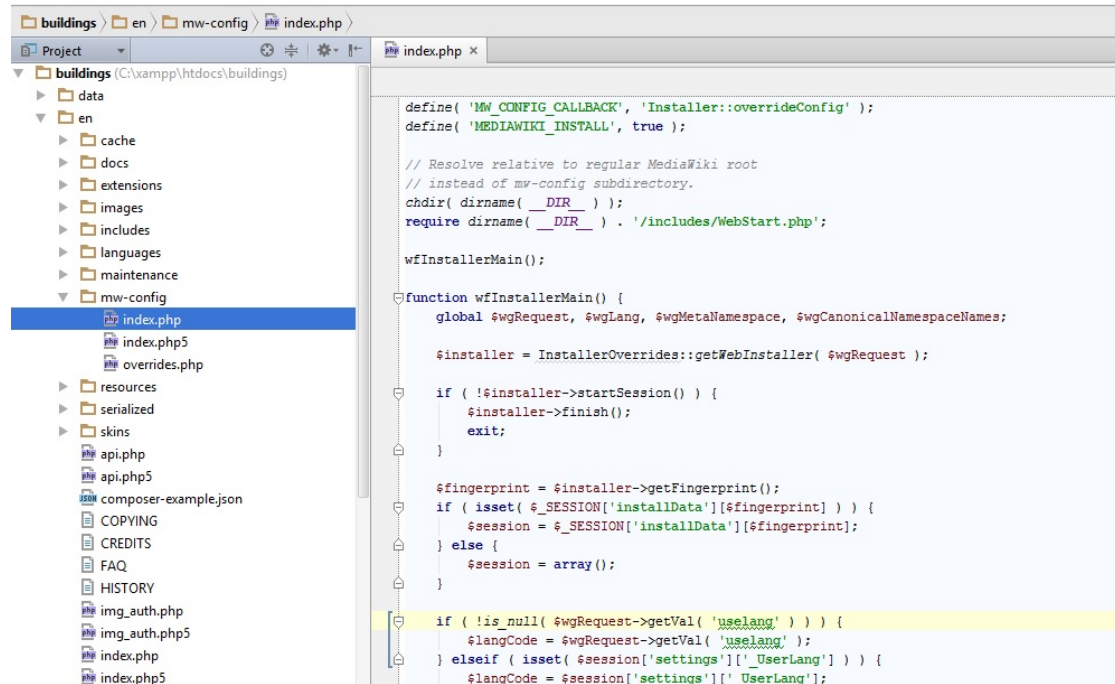 buildings en mw-config index.php
Project
index.php
buildings (C:\xampp\htdocs\buildings)
data
en
cache
docs
extensions
images
includes
languages
maintenance
mw-config
index.php
index.php5
overrides.php
resources
serialized
skins
api.php
api.php5
composer-example.json
COPYING
CREDITS
FAQ
HISTORY
img_auth.php
img_auth.php5
index.php
index.php5
define( 'MW_CONFIG_CALLBACK', 'Installer::overrideConfig' );
define( 'MEDIAWIKI_INSTALL', true );
// Resolve relative to regular MediaWiki root
// instead of mw-config subdirectory.
chdir( dirname( __DIR__ ) );
require dirname( __DIR__ ) . '/includes/WebStart.php';
wfInstallerMain();
function wfInstallerMain() {
global $wgRequest, $wgLang, $wgMetaNamespace, $wgCanonicalNamespaceNames;
$installer = InstallerOverrides::getWebInstaller( $wgRequest );
if ( !$installer->startSession() ) {
$installer->finish();
exit;
}
$fingerprint = $installer->getFingerprint();
if ( isset( $_SESSION['installData'][$fingerprint] ) ) {
$session = $_SESSION['installData'][$fingerprint];
} else {
$session = array();
}
if ( !is_null( $wgRequest->getVal( 'uselang' ) ) ) {
$langCode = $wgRequest->getVal( 'uselang' );
} elseif ( isset( $session['settings']['_UserLang'] ) ) {
$langCode = $session['settings']['_UserLang'];